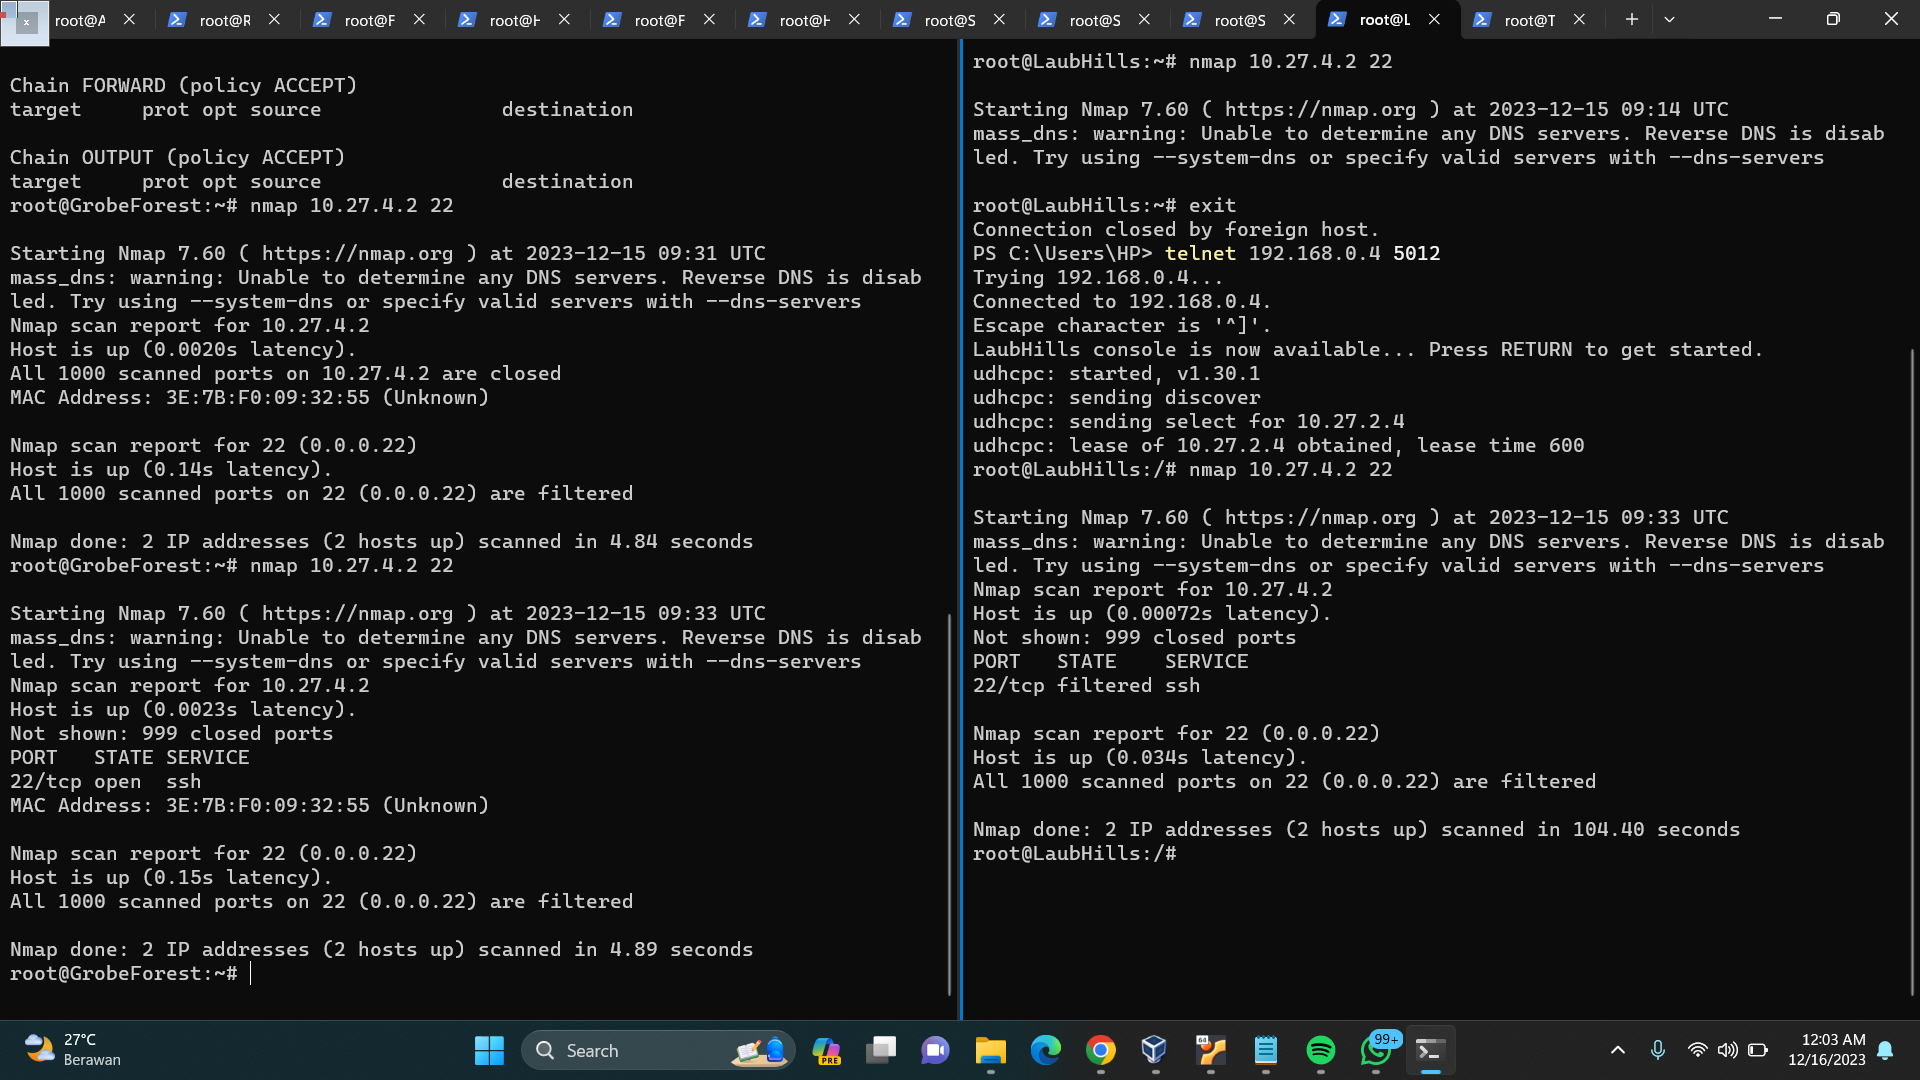 root@A
root@R
root@F
root@H
root@F
root@H
root@S
root@S
root@S
root@L
root@T
Chain FORWARD (policy ACCEPT)
target     prot opt source               destination
Chain OUTPUT (policy ACCEPT)
target     prot opt source               destination
root@GrobeForest:~# nmap 10.27.4.2 22
Starting Nmap 7.60 ( https://nmap.org ) at 2023-12-15 09:31 UTC
mass_dns: warning: Unable to determine any DNS servers. Reverse DNS is disab
led. Try using --system-dns or specify valid servers with --dns-servers
Nmap scan report for 10.27.4.2
Host is up (0.0020s latency).
All 1000 scanned ports on 10.27.4.2 are closed
MAC Address: 3E:7B:F0:09:32:55 (Unknown)
Nmap scan report for 22 (0.0.0.22)
Host is up (0.14s latency).
All 1000 scanned ports on 22 (0.0.0.22) are filtered
Nmap done: 2 IP addresses (2 hosts up) scanned in 4.84 seconds
root@GrobeForest:~# nmap 10.27.4.2 22
Starting Nmap 7.60 ( https://nmap.org ) at 2023-12-15 09:33 UTC
mass_dns: warning: Unable to determine any DNS servers. Reverse DNS is disab
led. Try using --system-dns or specify valid servers with --dns-servers
Nmap scan report for 10.27.4.2
Host is up (0.0023s latency).
Not shown: 999 closed ports
PORT   STATE SERVICE
22/tcp open  ssh
MAC Address: 3E:7B:F0:09:32:55 (Unknown)
Nmap scan report for 22 (0.0.0.22)
Host is up (0.15s latency).
All 1000 scanned ports on 22 (0.0.0.22) are filtered
Nmap done: 2 IP addresses (2 hosts up) scanned in 4.89 seconds
root@GrobeForest:~#
root@LaubHills:~# nmap 10.27.4.2 22
Starting Nmap 7.60 ( https://nmap.org ) at 2023-12-15 09:14 UTC
mass_dns: warning: Unable to determine any DNS servers. Reverse DNS is disab
led. Try using --system-dns or specify valid servers with --dns-servers
root@LaubHills:~# exit
Connection closed by foreign host.
PS C:\Users\HP> telnet 192.168.0.4 5012
Trying 192.168.0.4...
Connected to 192.168.0.4.
Escape character is '^]'.
LaubHills console is now available... Press RETURN to get started.
udhcpc: started, v1.30.1
udhcpc: sending discover
udhcpc: sending select for 10.27.2.4
udhcpc: lease of 10.27.2.4 obtained, lease time 600
root@LaubHills:/# nmap 10.27.4.2 22
Starting Nmap 7.60 ( https://nmap.org ) at 2023-12-15 09:33 UTC
mass_dns: warning: Unable to determine any DNS servers. Reverse DNS is disab
led. Try using --system-dns or specify valid servers with --dns-servers
Nmap scan report for 10.27.4.2
Host is up (0.00072s latency).
Not shown: 999 closed ports
PORT   STATE    SERVICE
22/tcp filtered ssh
Nmap scan report for 22 (0.0.0.22)
Host is up (0.034s latency).
All 1000 scanned ports on 22 (0.0.0.22) are filtered
Nmap done: 2 IP addresses (2 hosts up) scanned in 104.40 seconds
root@LaubHills:/#
27°C
Berawan
Search
PRE
64
99+
12:03 AM
12/16/2023